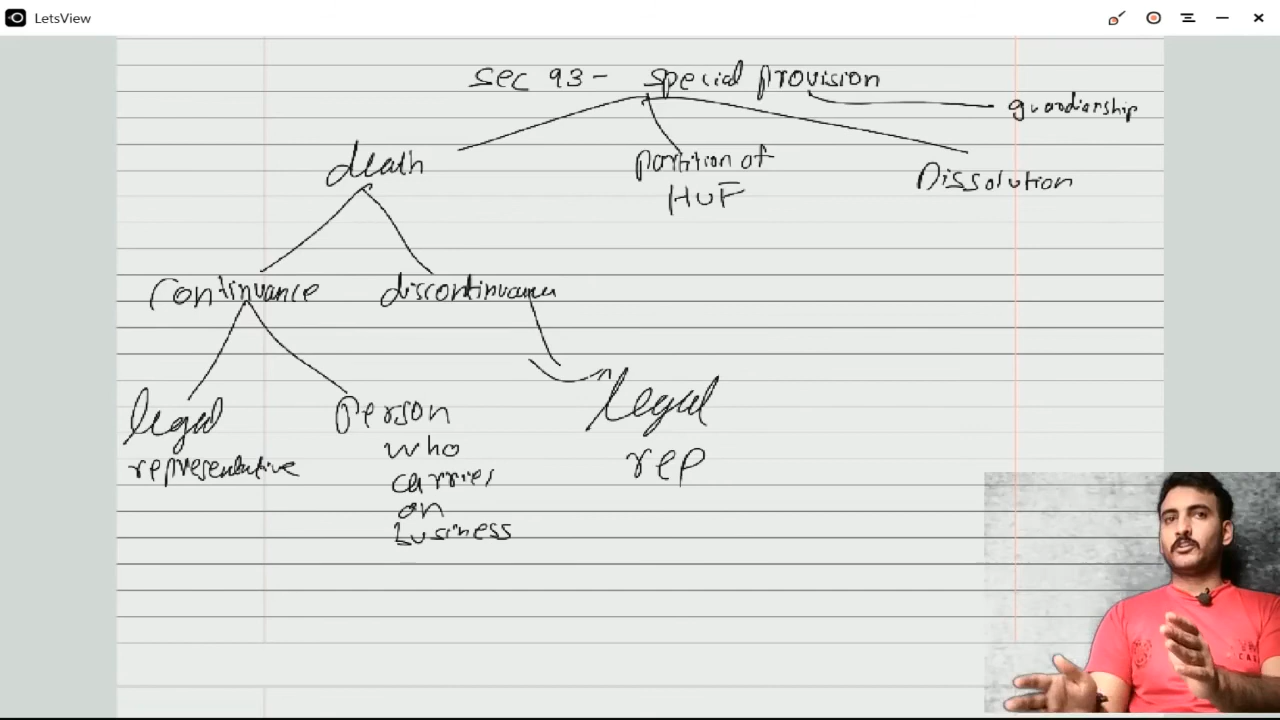 LetsView
sec 93 - special provision
guardianship
death
partition of
HUF
Dissolution
Continuance
discontinuance
legal
representative
person
who
carries
on
business
legal
rep